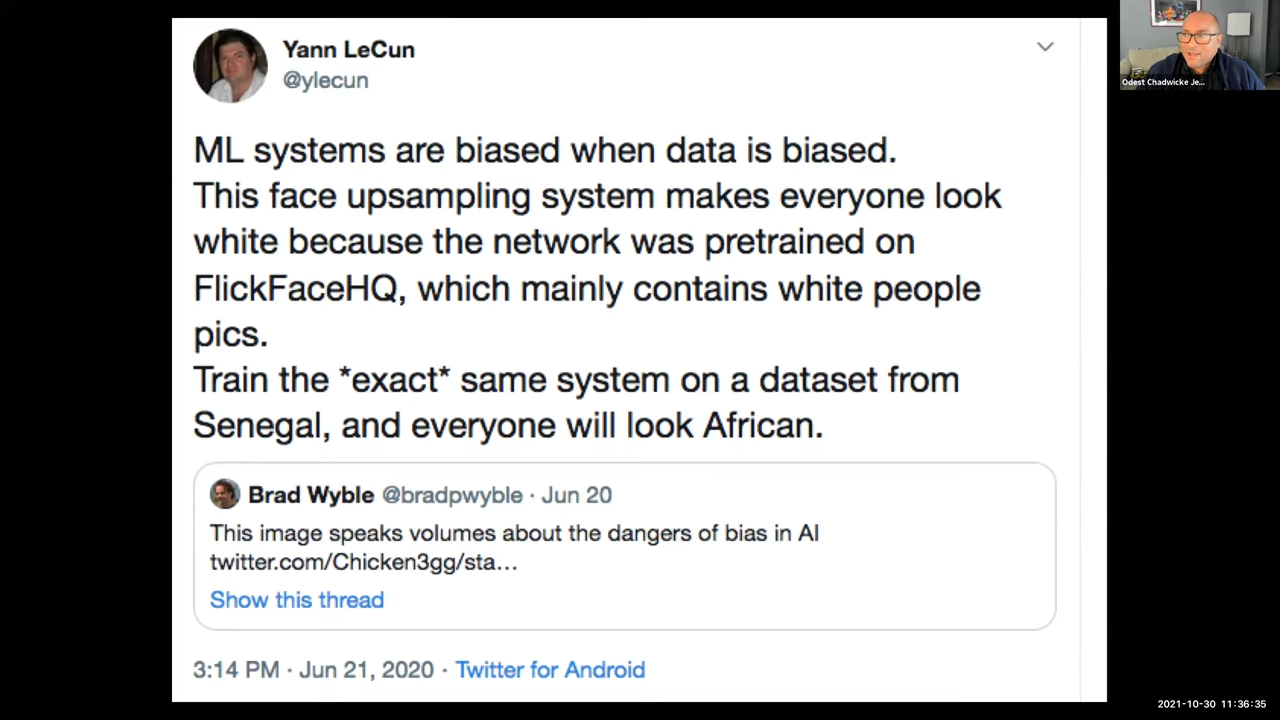 Yann LeCun
@ylecun
ML systems are biased when data is biased.
This face upsampling system makes everyone look
white because the network was pretrained on
FlickFaceHQ, which mainly contains white people
pics.
Train the *exact* same system on a dataset from
Senegal, and everyone will look African.
Brad Wyble @bradpwyble · Jun 20
This image speaks volumes about the dangers of bias in AI
twitter.com/Chicken3gg/sta…
Show this thread
3:14 PM · Jun 21, 2020 · Twitter for Android
Odest Chadwicke Je...
2021-10-30 11:36:35